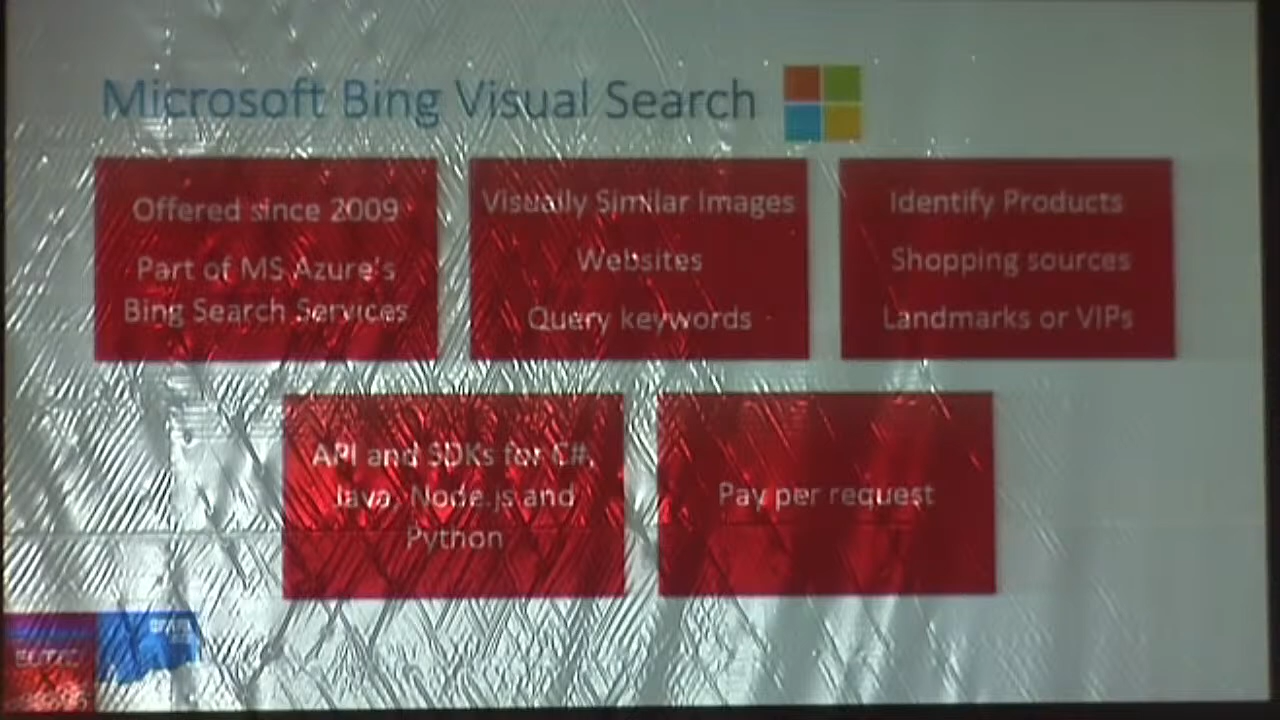 Microsoft Bing Visual Search
Offered since 2009
Part of MS Azure's
Bing Search Services
Visually Similar Images
Websites
Query keywords
Identify Products
Shopping sources
Landmarks or VIPs
API and SDKs for C#,
Java, Node.js and
Python
Pay per request